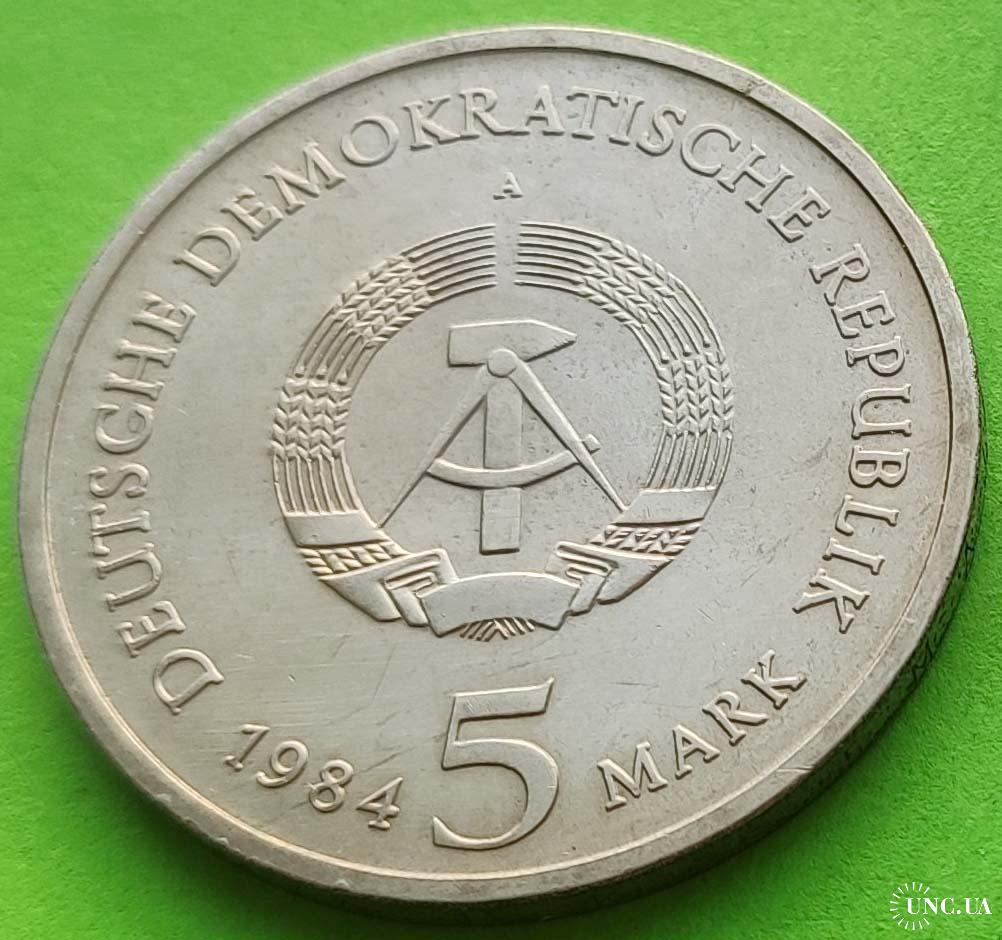 DEUTSCHE DEMOKRATISCHE REPUBLIK
A
1984 5 MARK
UNC.UA